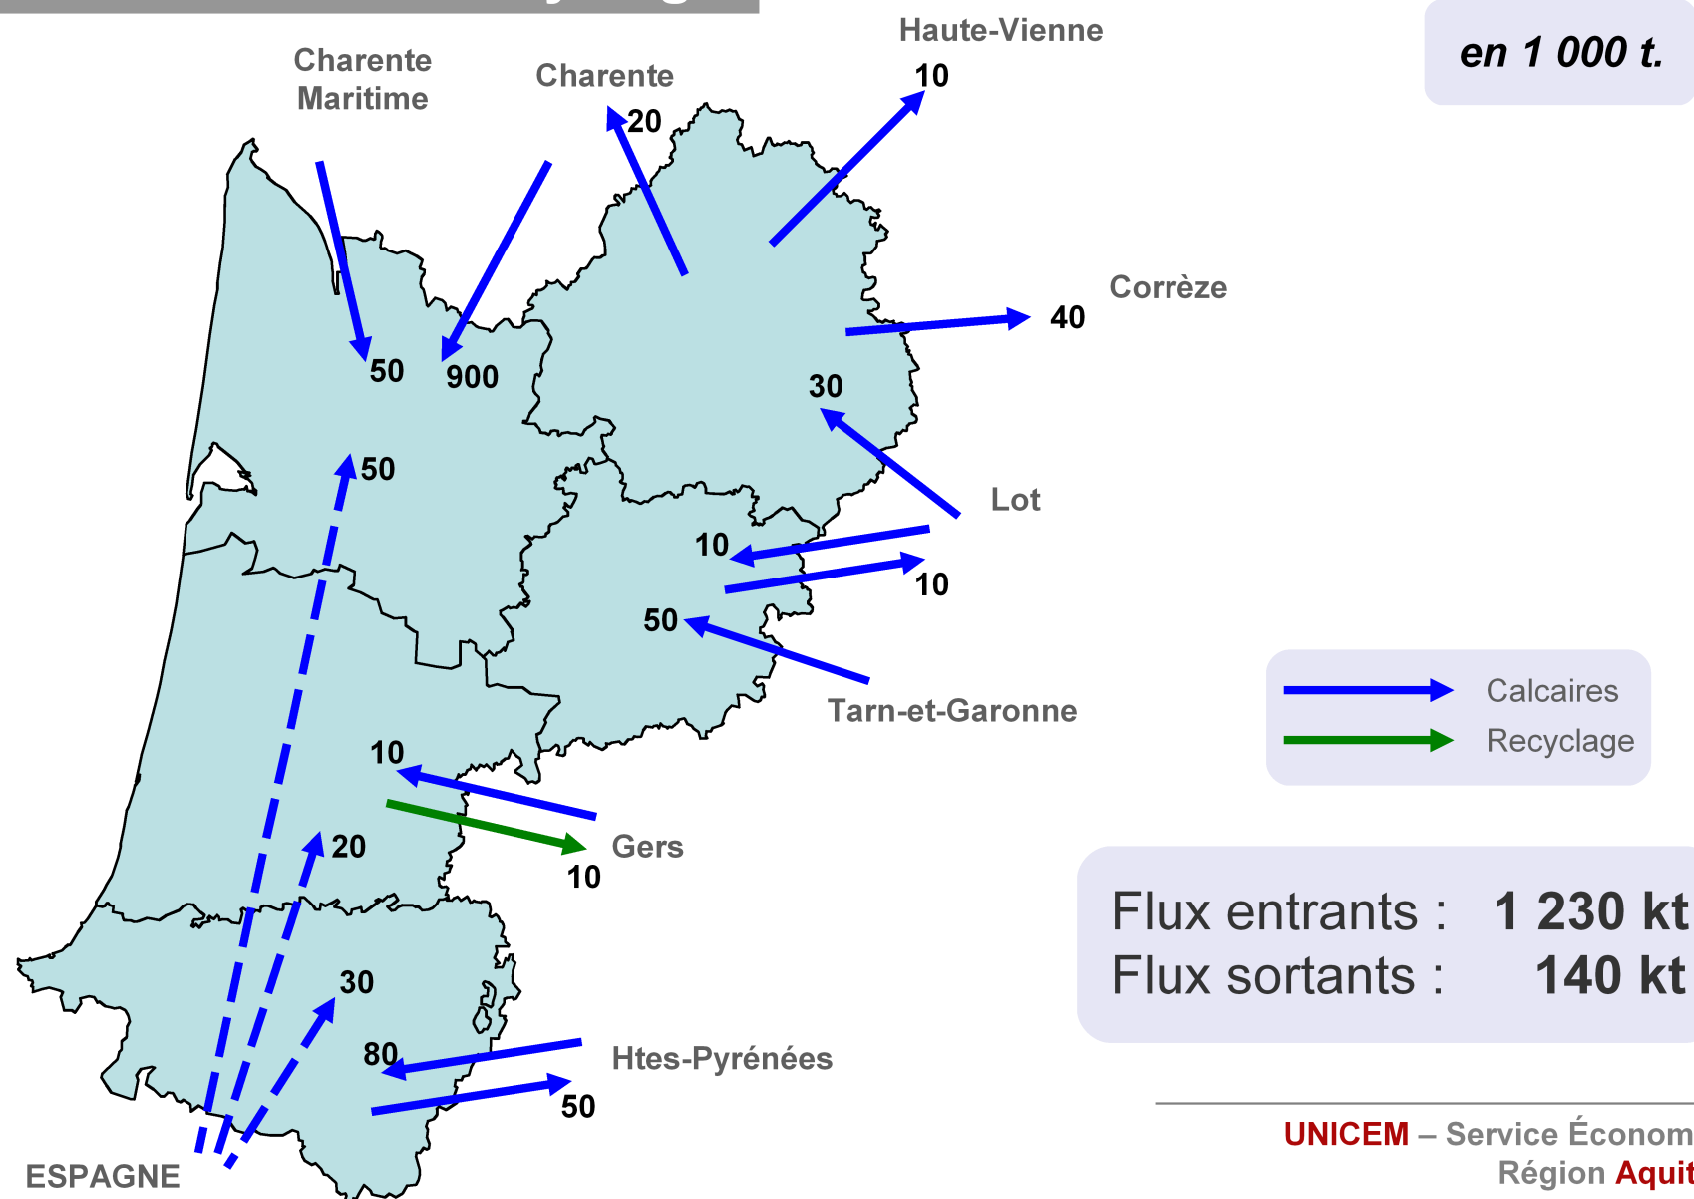 Haute-Vienne
10
en 1 000 t.
Charente
Maritime
Charente
20
Corrèze
40
50
900
30
50
Lot
10
10
50
Tarn-et-Garonne
Calcaires
Recyclage
10
20
Gers
10
Flux entrants : 1 230 kt
Flux sortants : 140 kt
30
80
Htes-Pyrénées
50
UNICEM – Service Économ
Région Aquit
ESPAGNE